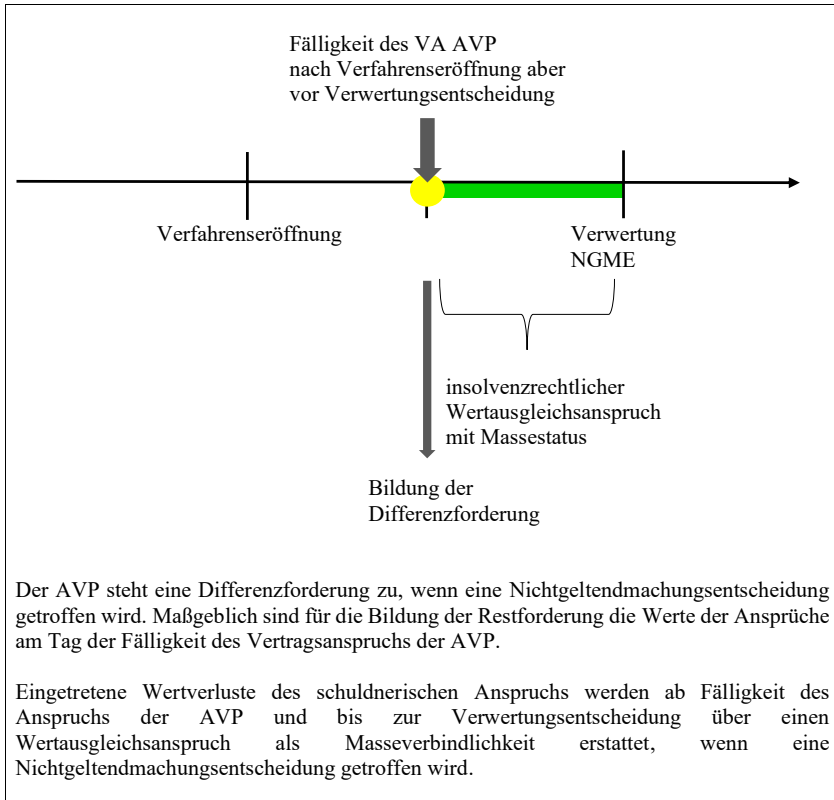 Fälligkeit des VA AVP
nach Verfahrenseröffnung aber
vor Verwertungsentscheidung
Verfahrenseröffnung
Verwertung
NGME
insolvenzrechtlicher
Wertausgleichsanspruch
mit Massestatus
Bildung der
Differenzforderung
Der AVP steht eine Differenzforderung zu, wenn eine Nichtgeltendmachungsentscheidung
getroffen wird. Maßgeblich sind für die Bildung der Restforderung die Werte der Ansprüche
am Tag der Fälligkeit des Vertragsanspruchs der AVP.
Eingetretene Wertverluste des schuldnerischen Anspruchs werden ab Fälligkeit des
Anspruchs der AVP und bis zur Verwertungsentscheidung über einen
Wertausgleichsanspruch als Masseverbindlichkeit erstattet, wenn eine
Nichtgeltendmachungsentscheidung getroffen wird.